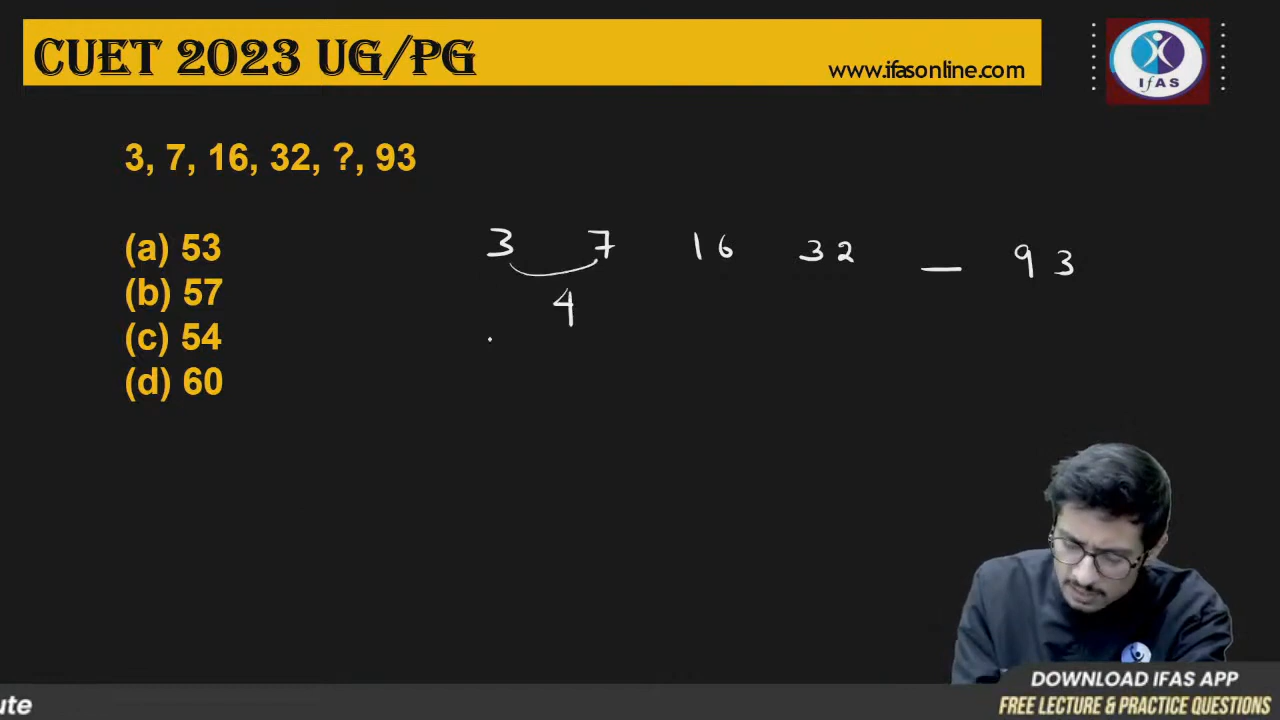 CUET 2023 UG/PG
www.ifasonline.com
IfAS
3, 7, 16, 32, ?, 93
(a) 53
(b) 57
(c) 54
(d) 60
3 7 16 32 _ 93
4
DOWNLOAD IFAS APP
FREE LECTURE & PRACTICE QUESTIONS